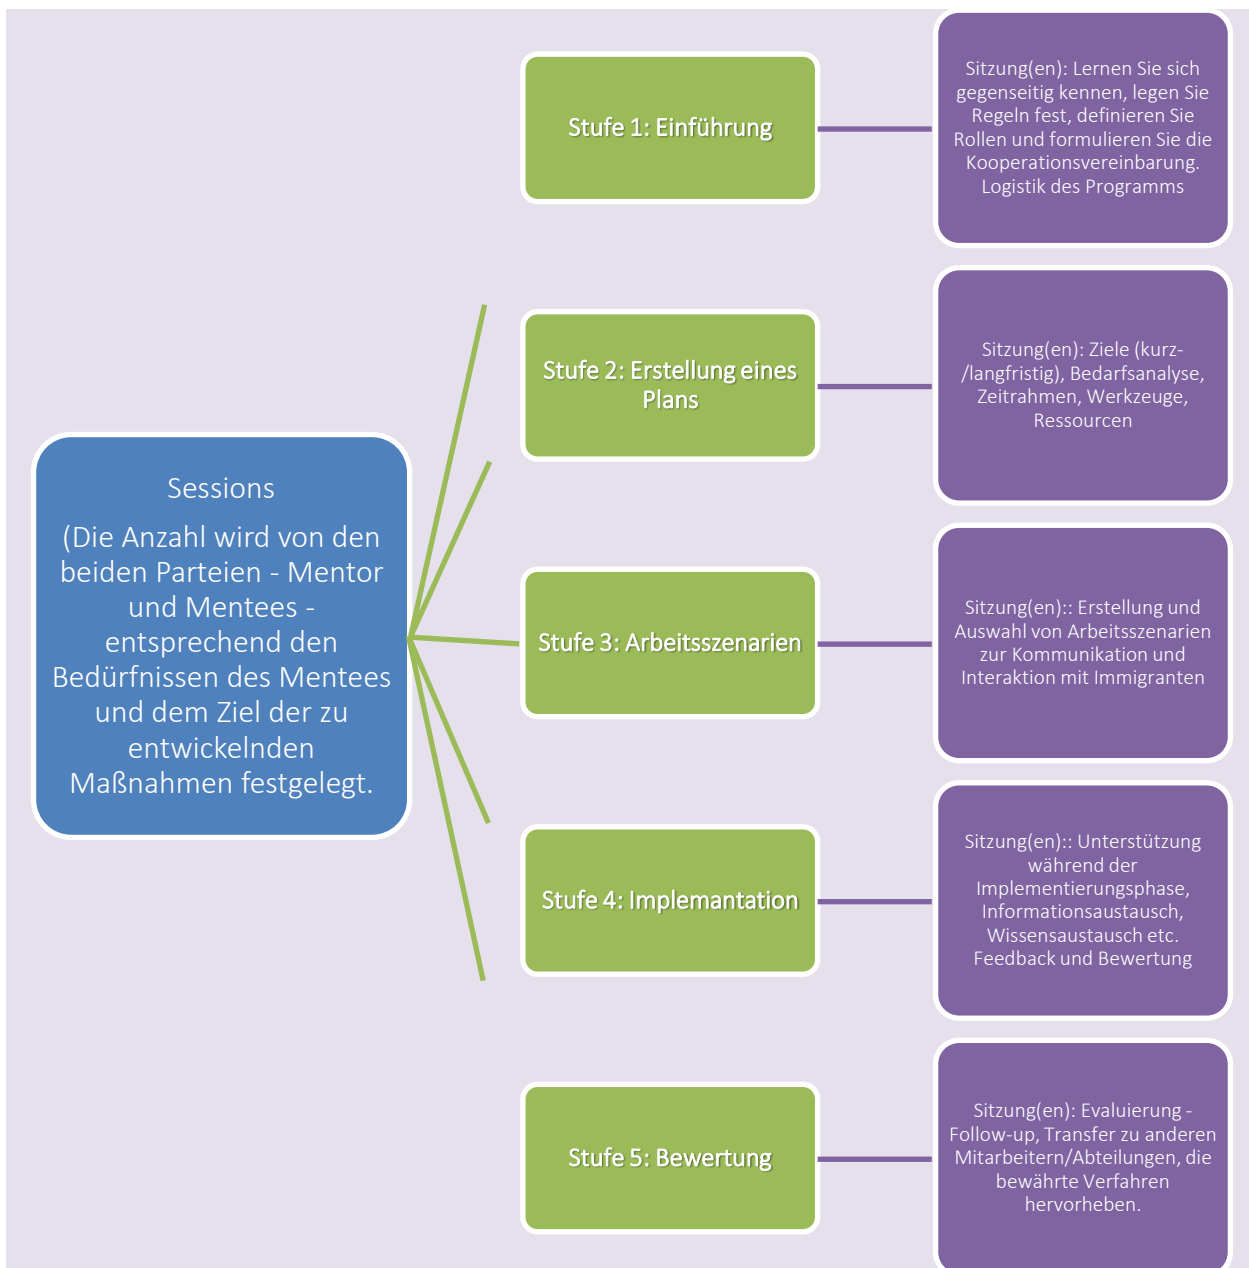 Sessions
(Die Anzahl wird von den
beiden Parteien - Mentor
und Mentees -
entsprechend den
Bedürfnissen des Mentees
und dem Ziel der zu
entwickelnden
Maßnahmen festgelegt.
Stufe 1: Einführung
Sitzung(en): Lernen Sie sich
gegenseitig kennen, legen Sie
Regeln fest, definieren Sie
Rollen und formulieren Sie die
Kooperationsvereinbarung.
Logistik des Programms
Stufe 2: Erstellung eines
Plans
Sitzung(en): Ziele (kurz-
/langfristig), Bedarfsanalyse,
Zeitrahmen, Werkzeuge,
Ressourcen
Stufe 3: Arbeitsszenarien
Sitzung(en):: Erstellung und
Auswahl von Arbeitsszenarien
zur Kommunikation und
Interaktion mit Immigranten
Stufe 4: Implemantation
Sitzung(en):: Unterstützung
während der
Implementierungsphase,
Informationsaustausch,
Wissensaustausch etc.
Feedback und Bewertung
Stufe 5: Bewertung
Sitzung(en): Evaluierung -
Follow-up, Transfer zu anderen
Mitarbeitern/Abteilungen, die
bewährte Verfahren
hervorheben.